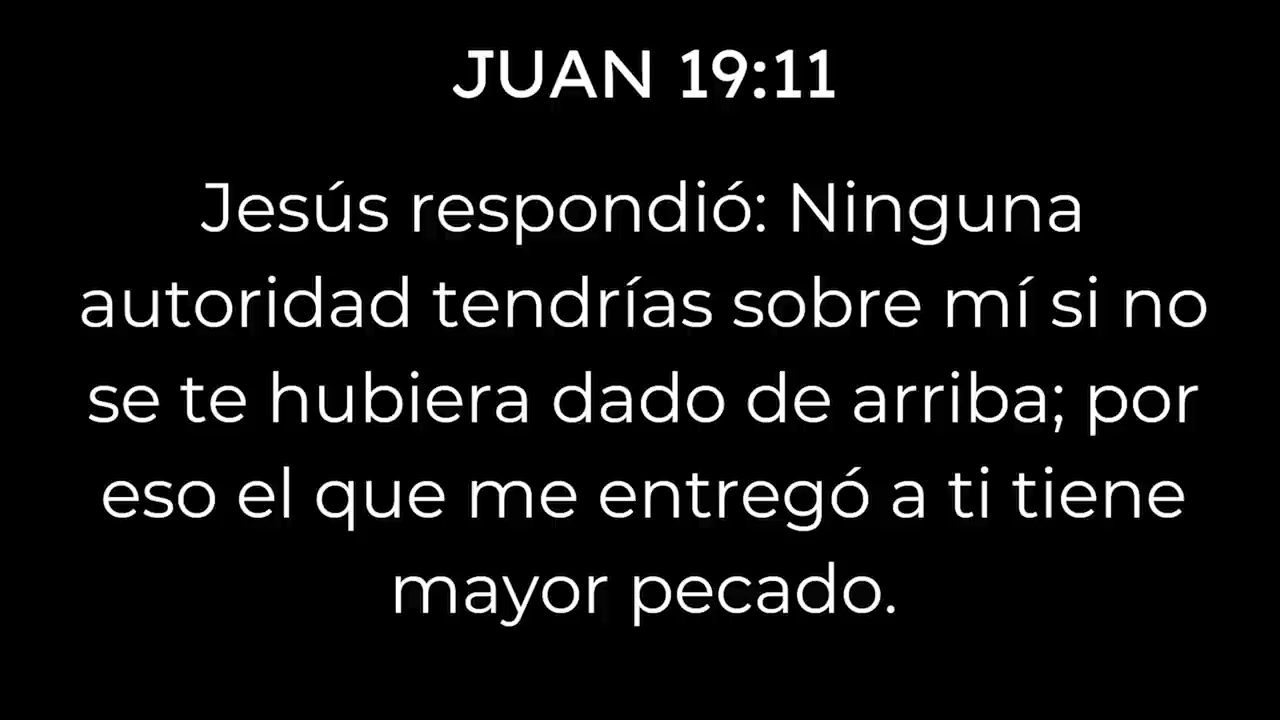 JUAN 19:11
Jesús respondió: Ninguna
autoridad tendrías sobre mí si no
se te hubiera dado de arriba; por
eso el que me entregó a ti tiene
mayor pecado.